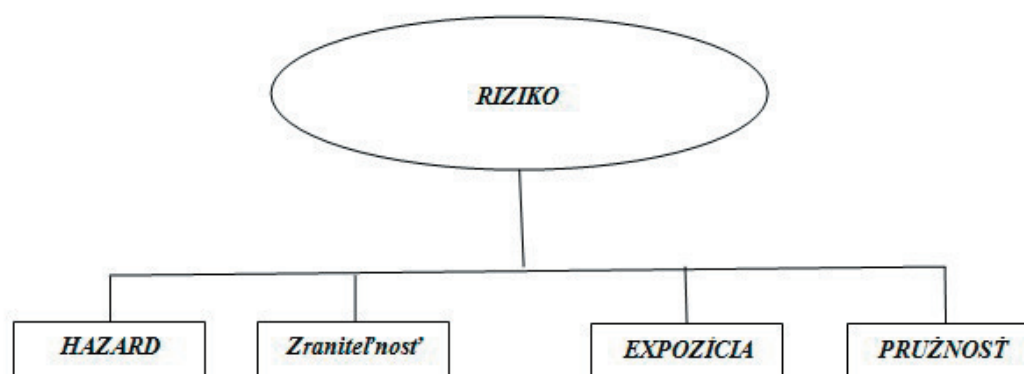 RIZIKO
HAZARD
Zraniteľnosť
EXPOZÍCIA
PRUŽNOSŤ